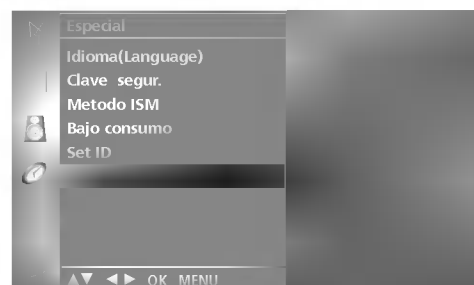 Especial
Idioma(Language)
Clave segur.
Metodo ISM
Bajo consumo
Set ID
▲▼ ◀▶ OK MENU